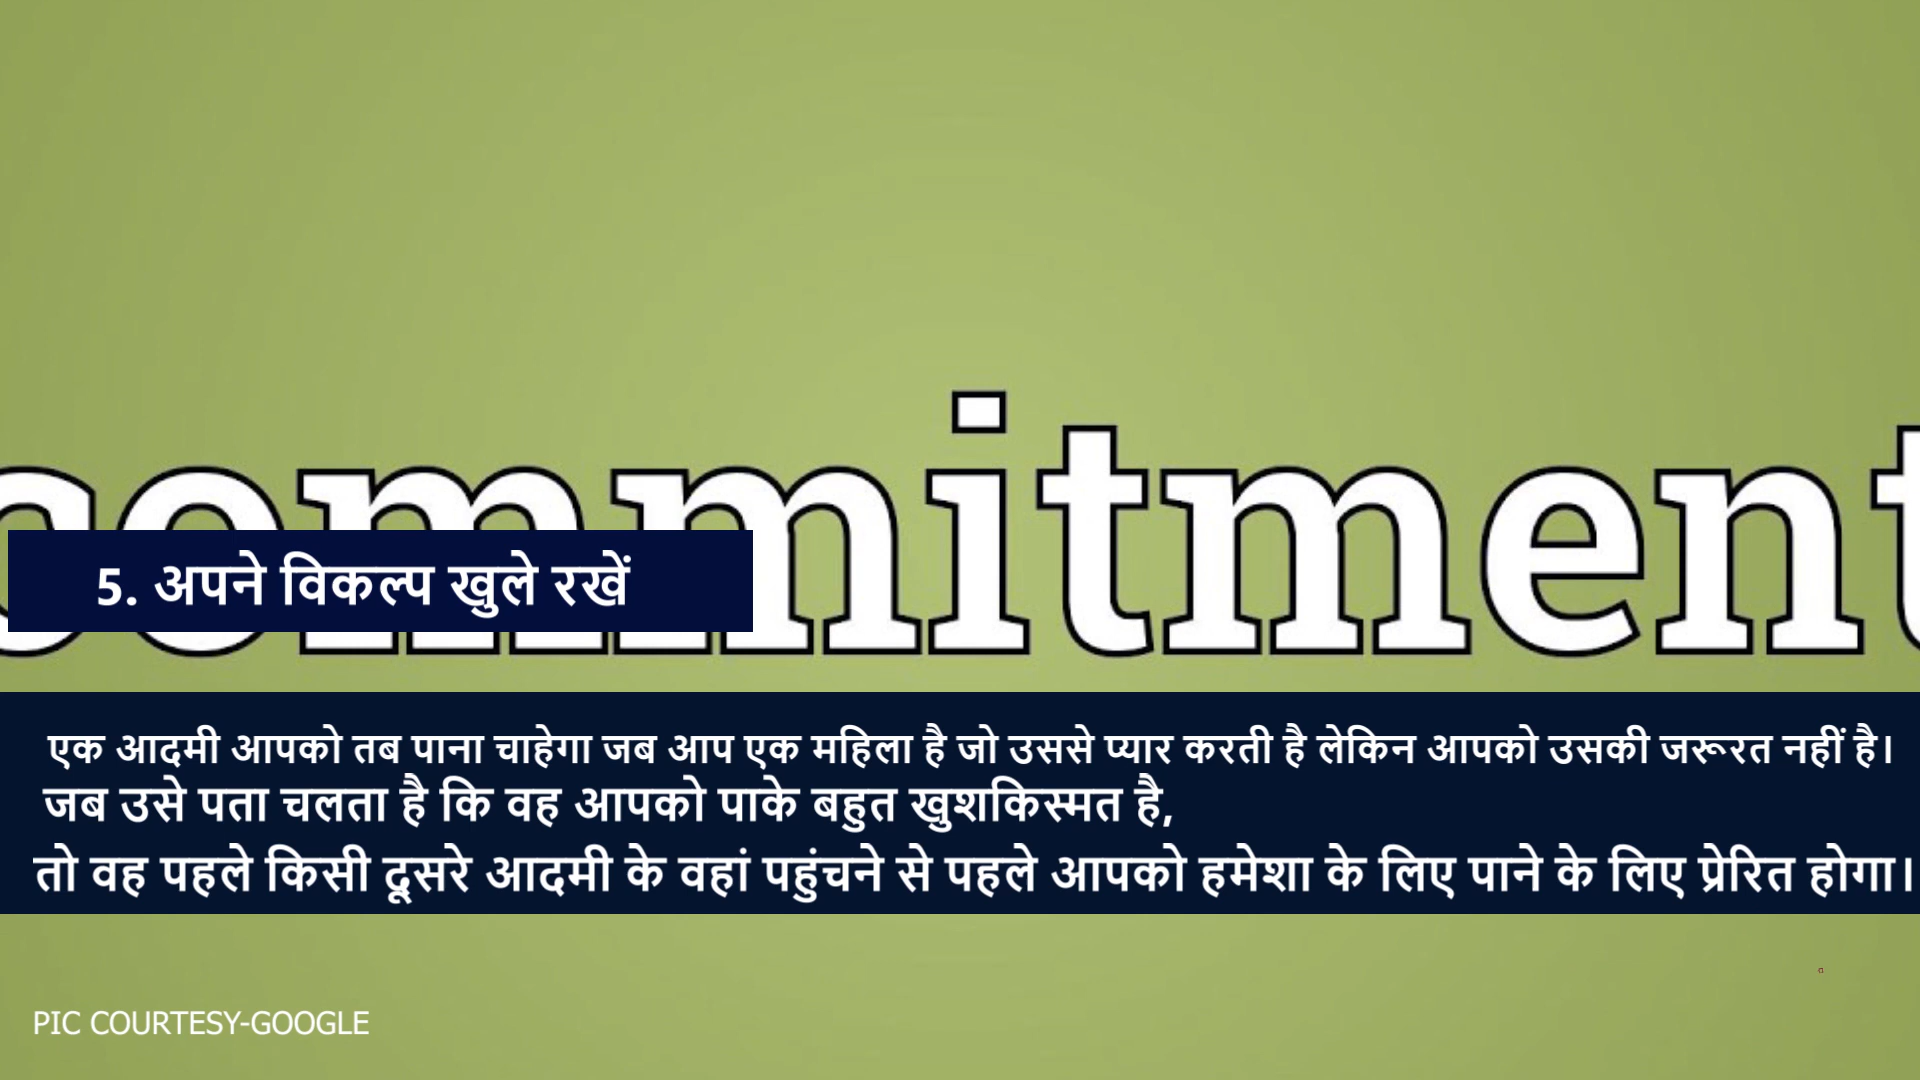 commitment
5. अपने विकल्प खुले रखें
एक आदमी आपको तब पाना चाहेगा जब आप एक महिला है जो उससे प्यार करती है लेकिन आपको उसकी जरूरत नहीं है।
जब उसे पता चलता है कि वह आपको पाके बहुत खुशकिस्मत है,
तो वह पहले किसी दूसरे आदमी के वहां पहुंचने से पहले आपको हमेशा के लिए पाने के लिए प्रेरित होगा।
PIC COURTESY-GOOGLE